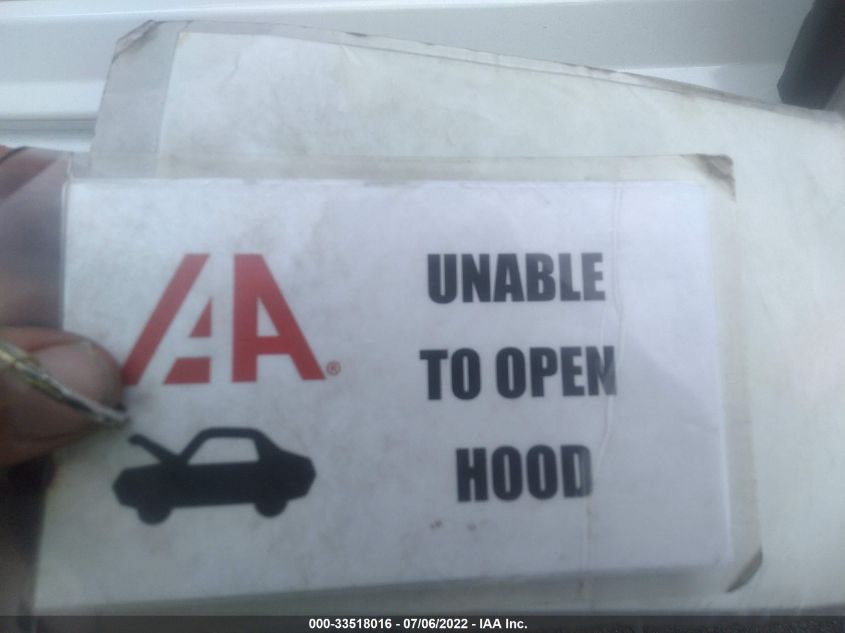 IAA®
UNABLE
TO OPEN
HOOD
000-33518016 - 07/06/2022 - IAA Inc.